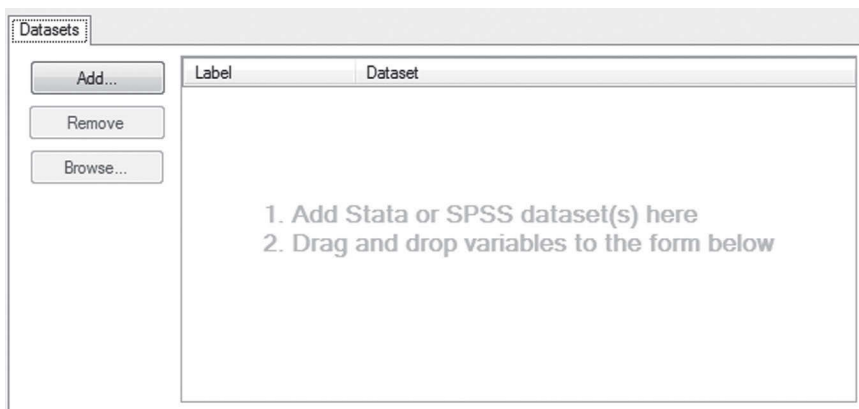 Datasets
Add...
Label Dataset
Remove
Browse...
1. Add Stata or SPSS dataset(s) here
2. Drag and drop variables to the form below